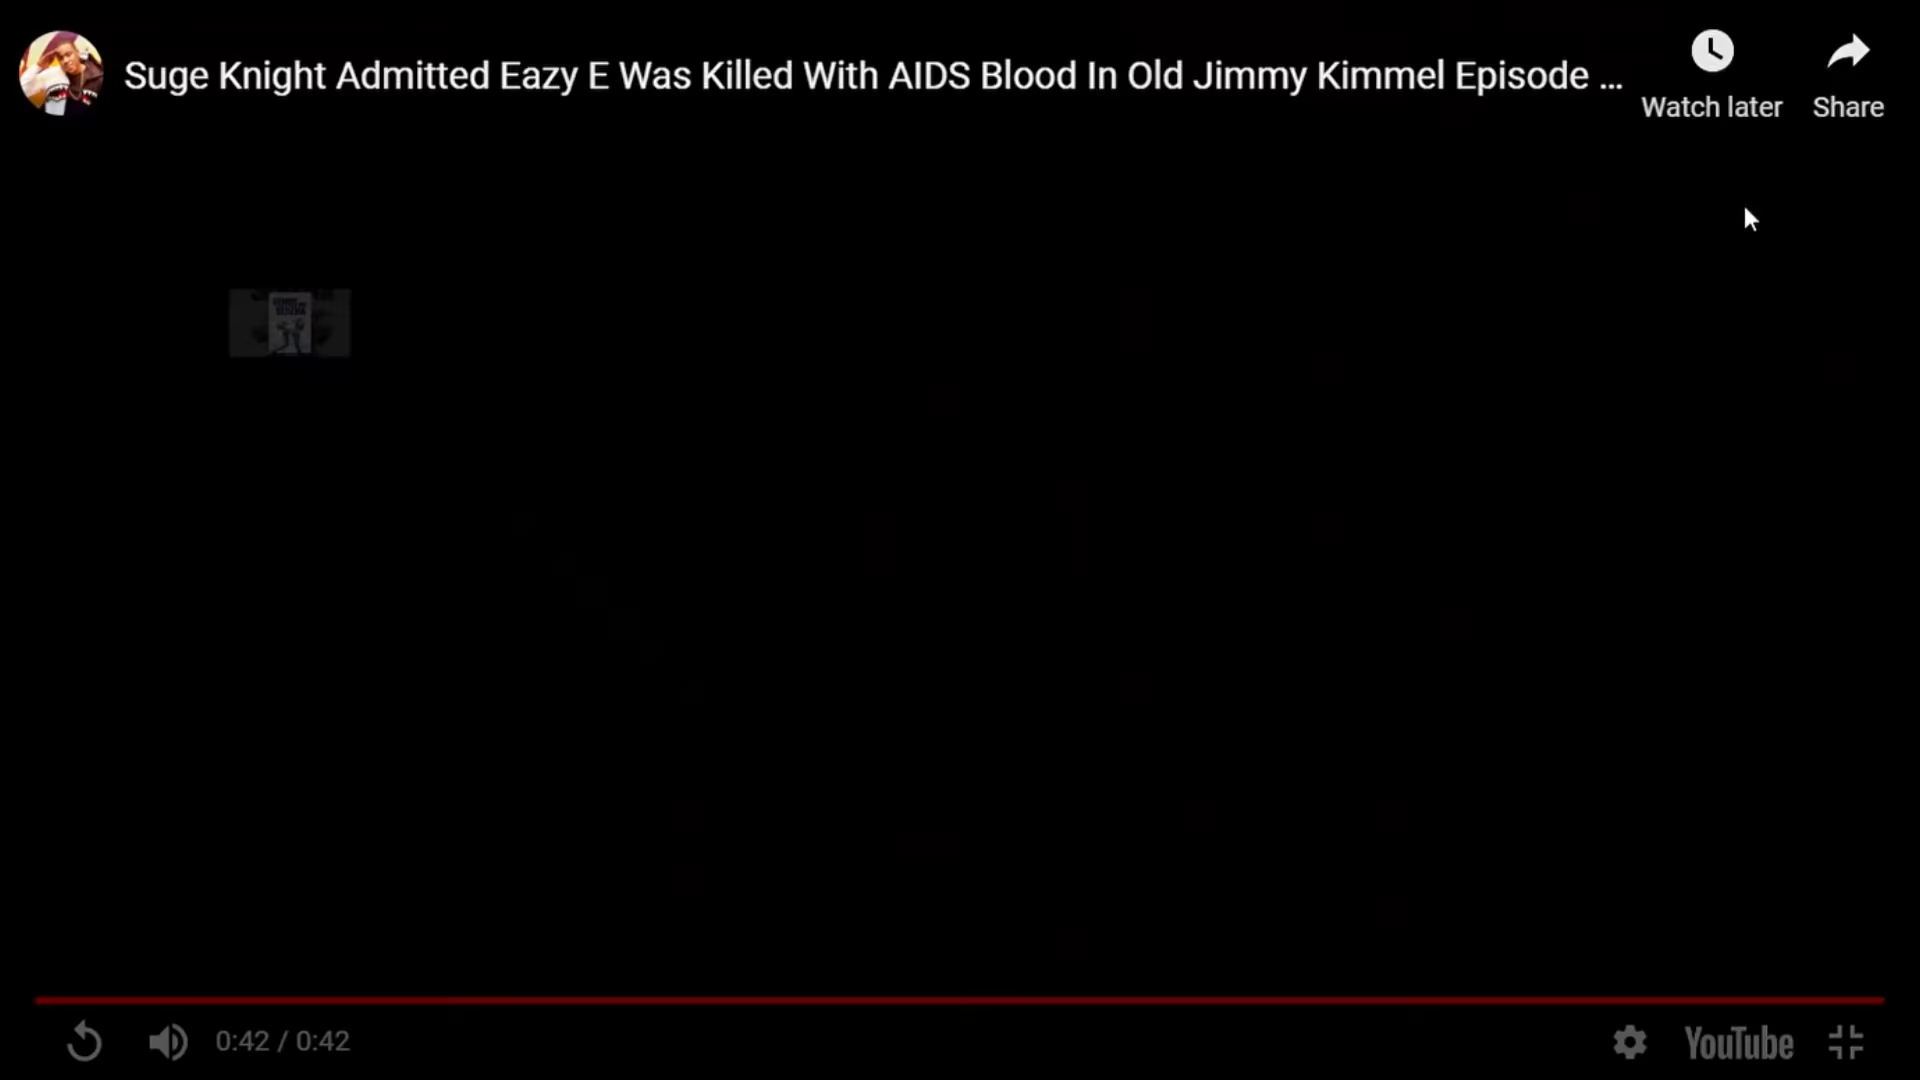 Suge Knight Admitted Eazy E Was Killed With AIDS Blood In Old Jimmy Kimmel Episode ...
Watch later
Share
0:42 / 0:42
YouTube